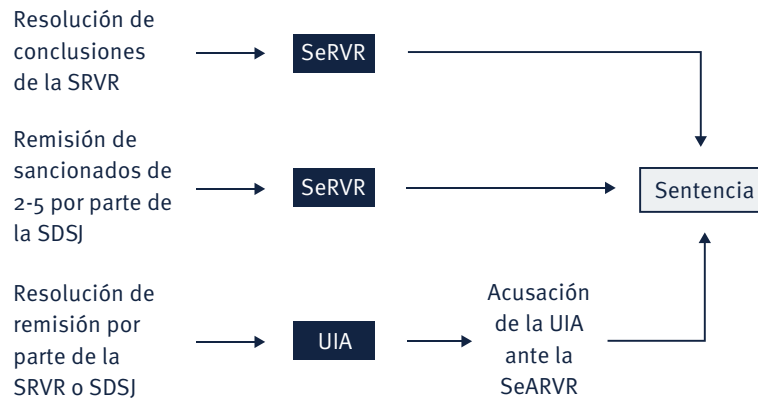 Resolución de
conclusiones
de la SRVR
SeRVR
Remisión de
sancionados de
2-5 por parte de
la SDSJ
SeRVR
Sentencia
Resolución de
remisión por
parte de la
SRVR o SDSJ
UIA
Acusación
de la UIA
ante la
SeARVR